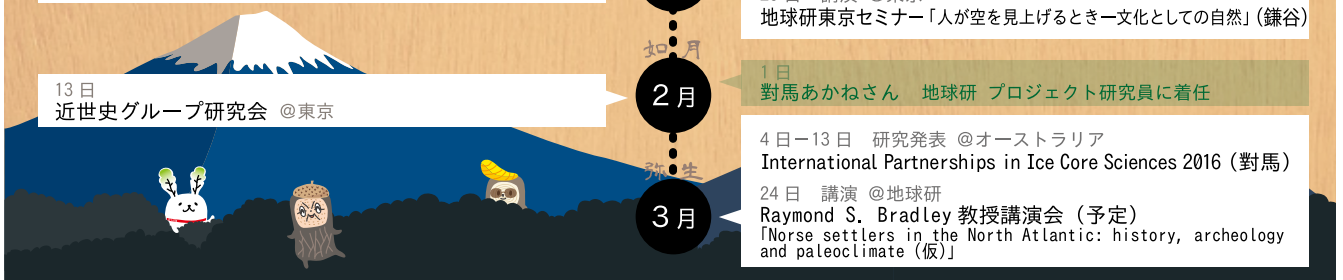 地球研東京セミナー「人が空を見上げるとき―文化としての自然」（鎌谷）
如月
2月
13日
近世史グループ研究会 @東京
1日
對馬あかねさん　地球研 プロジェクト研究員に着任
弥生
3月
4日－13日　研究発表 @オーストラリア
International Partnerships in Ice Core Sciences 2016（對馬）
24日　講演 @地球研
Raymond S. Bradley 教授講演会（予定）
「Norse settlers in the North Atlantic: history, archeology
and paleoclimate（仮）」